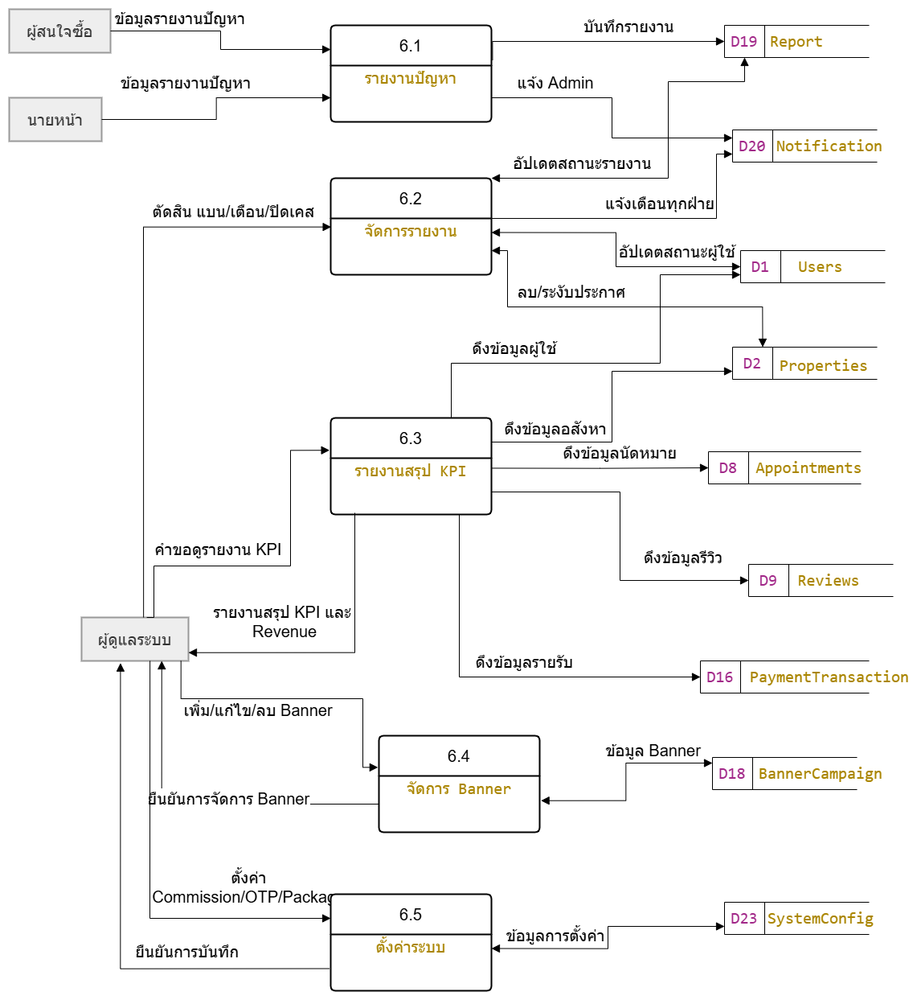 ผู้สนใจซื้อ
ข้อมูลรายงานปัญหา
6.1
รายงานปัญหา
บันทึกรายงาน
D19 Report
นายหน้า
ข้อมูลรายงานปัญหา
แจ้ง Admin
D20 Notification
อัปเดตสถานะรายงาน
6.2
จัดการรายงาน
แจ้งเตือนทุกฝ่าย
ตัดสิน แบน/เตือน/ปิดเคส
อัปเดตสถานะผู้ใช้
D1 Users
ลบ/ระงับประกาศ
ดึงข้อมูลผู้ใช้
D2 Properties
6.3
รายงานสรุป KPI
ดึงข้อมูลอสังหา
ดึงข้อมูลนัดหมาย
D8 Appointments
คำขอดูรายงาน KPI
ดึงข้อมูลรีวิว
D9 Reviews
รายงานสรุป KPI และ
Revenue
ผู้ดูแลระบบ
ดึงข้อมูลรายรับ
D16 PaymentTransaction
เพิ่ม/แก้ไข/ลบ Banner
6.4
จัดการ Banner
ข้อมูล Banner
D18 BannerCampaign
ยืนยันการจัดการ Banner
ตั้งค่า
Commission/OTP/Packag
6.5
ตั้งค่าระบบ
ข้อมูลการตั้งค่า
D23 SystemConfig
ยืนยันการบันทึก